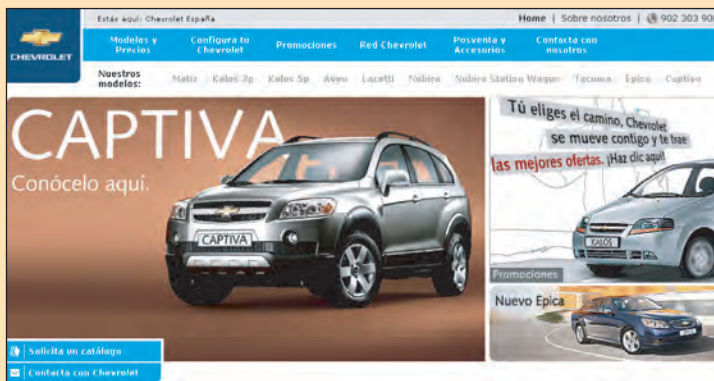 Estás aquí: Chevrolet España
Home | Sobre nosotros | 902 303 900
CHEVROLET
Modelos y Precios
Configura tu Chevrolet
Promociones
Red Chevrolet
Posventa y Accesorios
Contacta con nosotros
Nuestros modelos:
Matiz Kalos 3p Kalos 5p Aveo Lacetti Nubira Nubira Station Wagon Tacuma Epica Captiva
CAPTIVA
Conócelo aquí.
CAPTIVA
Tú eliges el camino, Chevrolet
se mueve contigo y te trae
las mejores ofertas. ¡Haz clic aquí!
KALOS
Promociones
Nuevo Epica
Solicita un catálogo
Contacta con Chevrolet